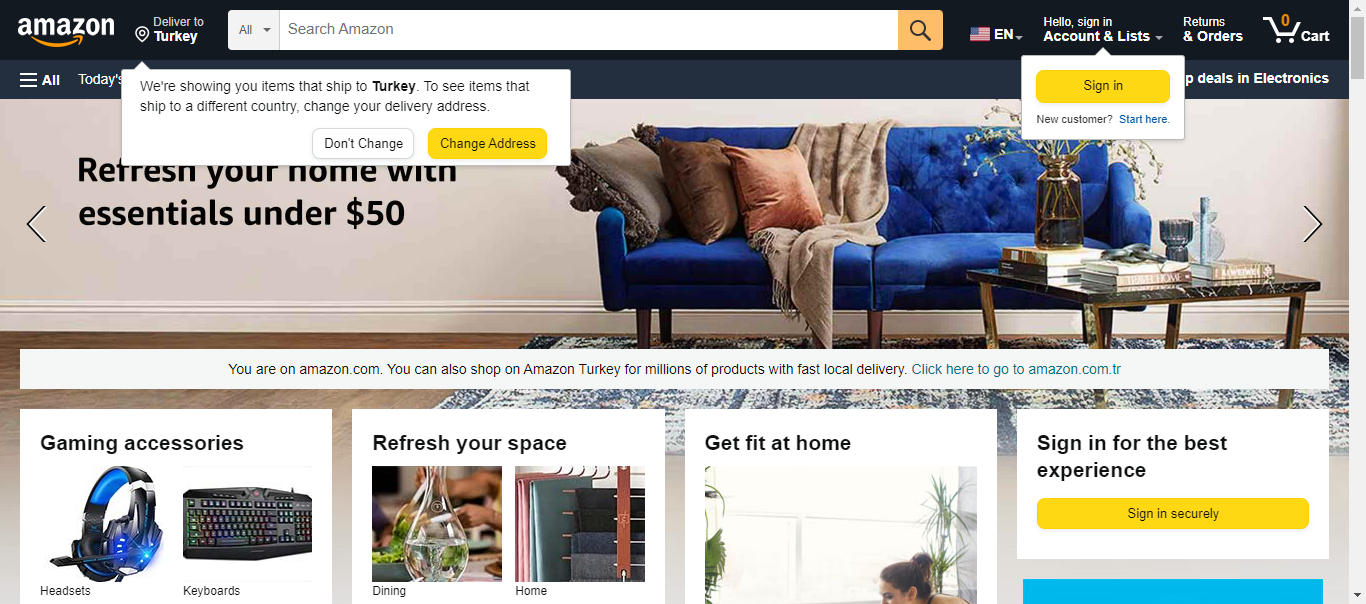 amazon
Deliver to
Turkey
All
Search Amazon
EN
Hello, sign in
Account & Lists
Returns
& Orders
0
Cart
All
Today's
p deals in Electronics
We're showing you items that ship to Turkey. To see items that
ship to a different country, change your delivery address.
Don't Change
Change Address
Sign in
New customer? Start here.
Refresh your home with
essentials under $50
You are on amazon.com. You can also shop on Amazon Turkey for millions of products with fast local delivery. Click here to go to amazon.com.tr
Gaming accessories
Headsets
Keyboards
Refresh your space
Dining
Home
Get fit at home
Sign in for the best
experience
Sign in securely